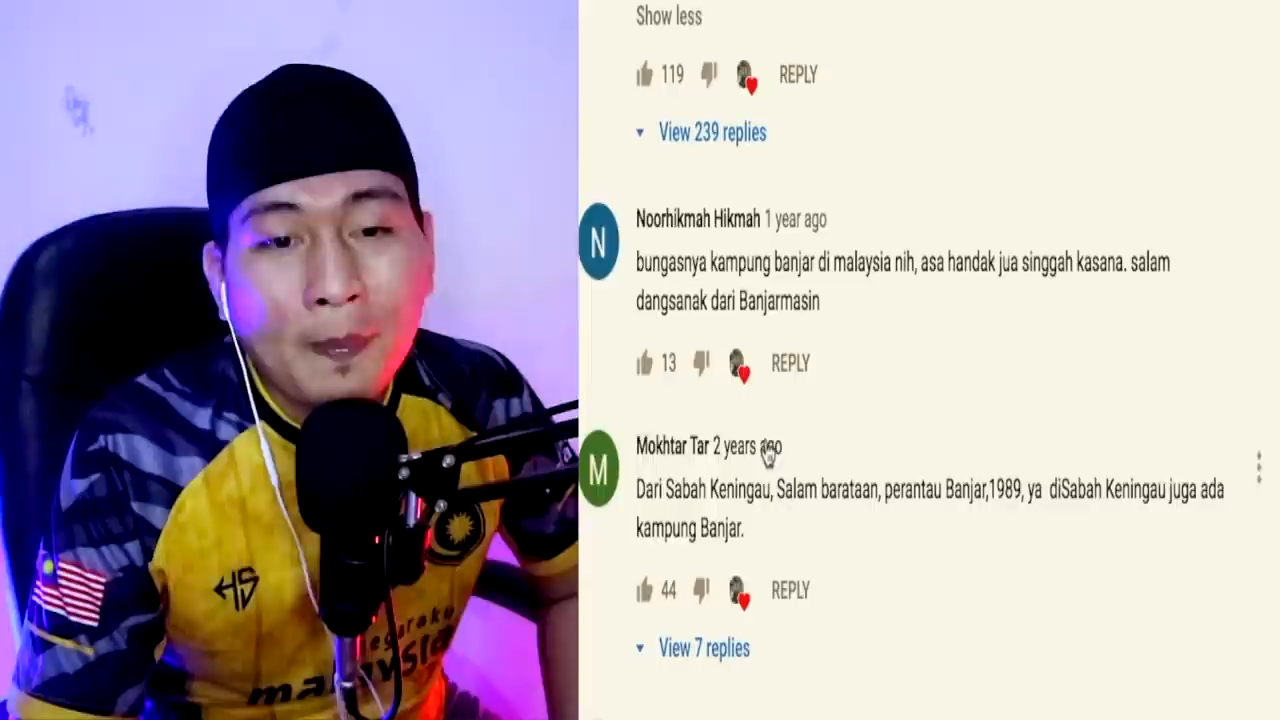 Show less
119 REPLY
View 239 replies
N
Noorhikmah Hikmah 1 year ago
bungasnya kampung banjar di malaysia nih, asa handak jua singgah kasana. salam
dangsanak dari Banjarmasin
13 REPLY
M
Mokhtar Tar 2 years ago
Dari Sabah Keningau, Salam barataan, perantau Banjar,1989, ya diSabah Keningau juga ada
kampung Banjar.
44 REPLY
View 7 replies
HS
negaraku
malaysia